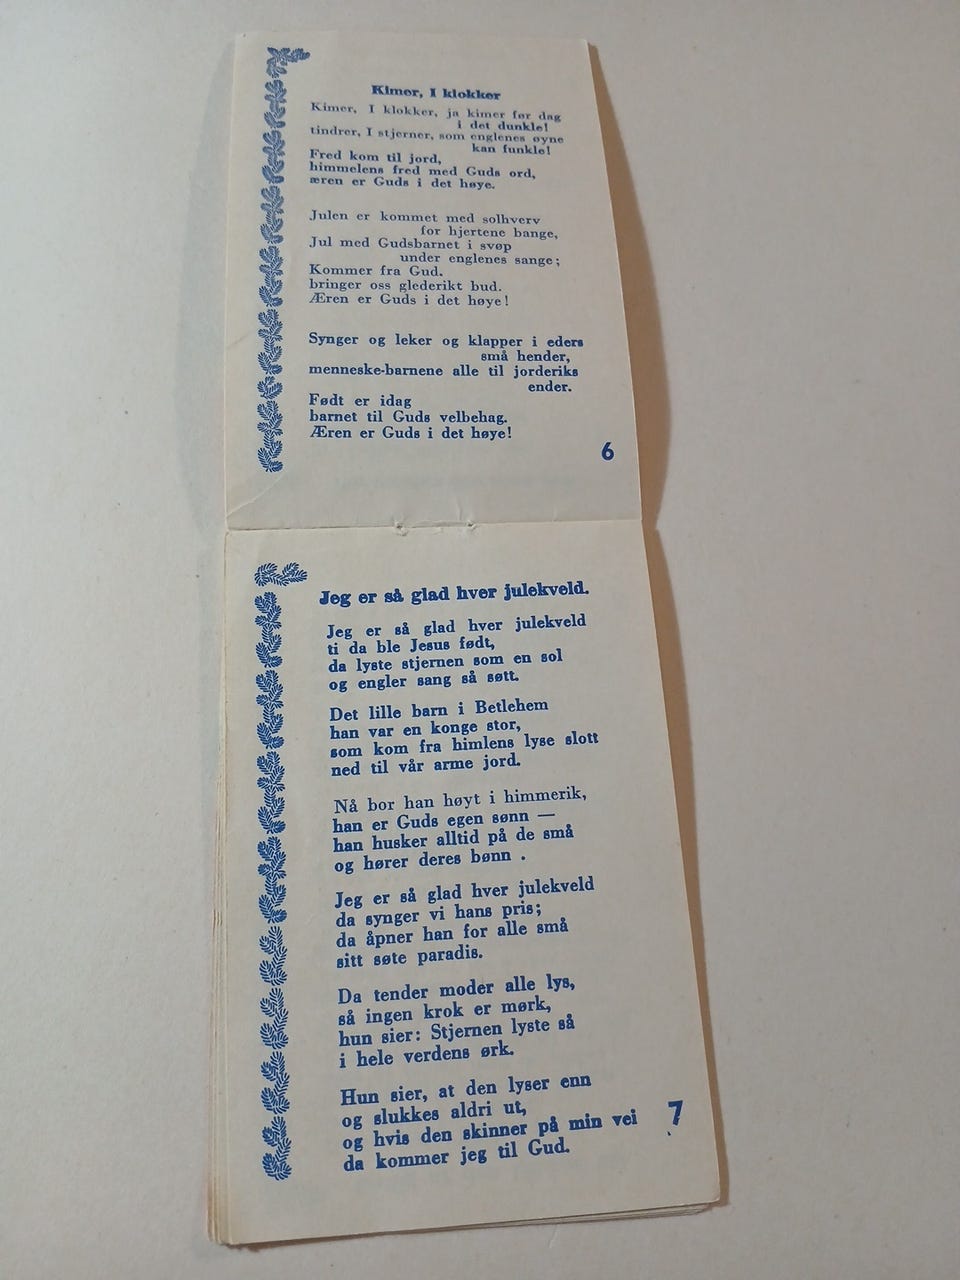 Kimer, I klokker
Kimer, I klokker, ja kimer før dag
i det dunkle!
tindrer, I stjerner, som englenes øyne
kan funkle!
Fred kom til jord,
himmelens fred med Guds ord,
æren er Guds i det høye.
Julen er kommet med solhverv
for hjertene bange,
Jul med Gudsbarnet i svøp
under englenes sange;
Kommer fra Gud.
bringer oss glederikt bud.
Æren er Guds i det høye!
Synger og leker og klapper i eders
små hender,
menneske-barnene alle til jorderiks
ender.
Født er idag
barnet til Guds velbehag.
Æren er Guds i det høye!
6
Jeg er så glad hver julekveld.
Jeg er så glad hver julekveld
ti da ble Jesus født,
da lyste stjernen som en sol
og engler sang så søtt.
Det lille barn i Betlehem
han var en konge stor,
som kom fra himlens lyse slott
ned til vår arme jord.
Nå bor han høyt i himmerik,
han er Guds egen sønn —
han husker alltid på de små
og hører deres bønn .
Jeg er så glad hver julekveld
da synger vi hans pris;
da åpner han for alle små
sitt søte paradis.
Da tender moder alle lys,
så ingen krok er mørk,
hun sier: Stjernen lyste så
i hele verdens ørk.
Hun sier, at den lyser enn
og slukkes aldri ut,
og hvis den skinner på min vei
da kommer jeg til Gud.
7